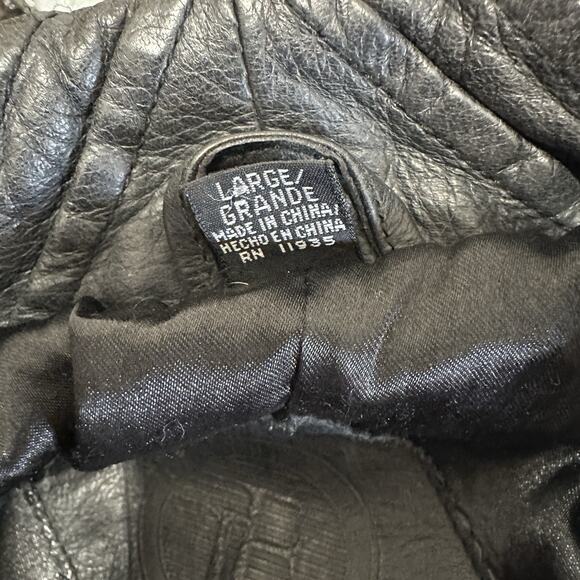 LARGE/
GRANDE
MADE IN CHINA/
HECHO EN CHINA
RN 11935